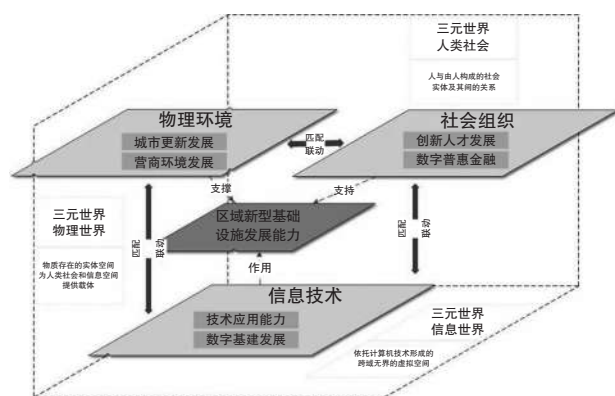 三元世界
人类社会
人与由人构成的社会
实体及其间的关系
物理环境
城市更新发展
营商环境发展
匹配
联动
社会组织
创新人才发展
数字普惠金融
支撑
支持
三元世界
物理世界
物质存在的实体空间
为人类社会和信息空间
提供载体
匹配
联动
区域新型基础
设施发展能力
匹配
联动
作用
信息技术
技术应用能力
数字基建发展
三元世界
信息世界
依托计算机技术形成的
跨域无界的虚拟空间